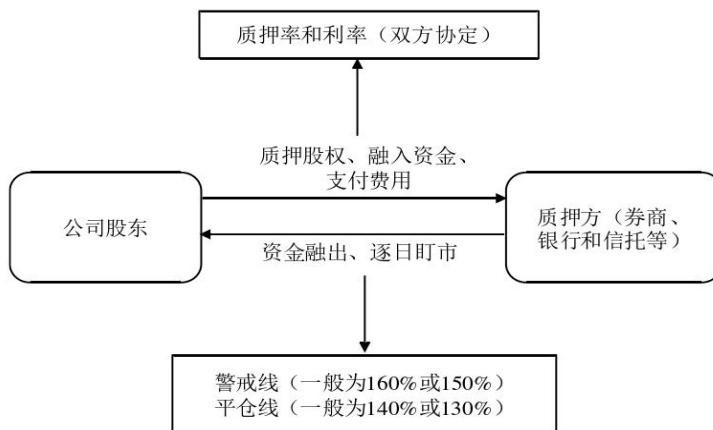 质押率和利率（双方协定）
质押股权、融入资金、
支付费用
公司股东
质押方（券商、
银行和信托等）
资金融出、逐日盯市
警戒线（一般为160%或150%）
平仓线（一般为140%或130%）